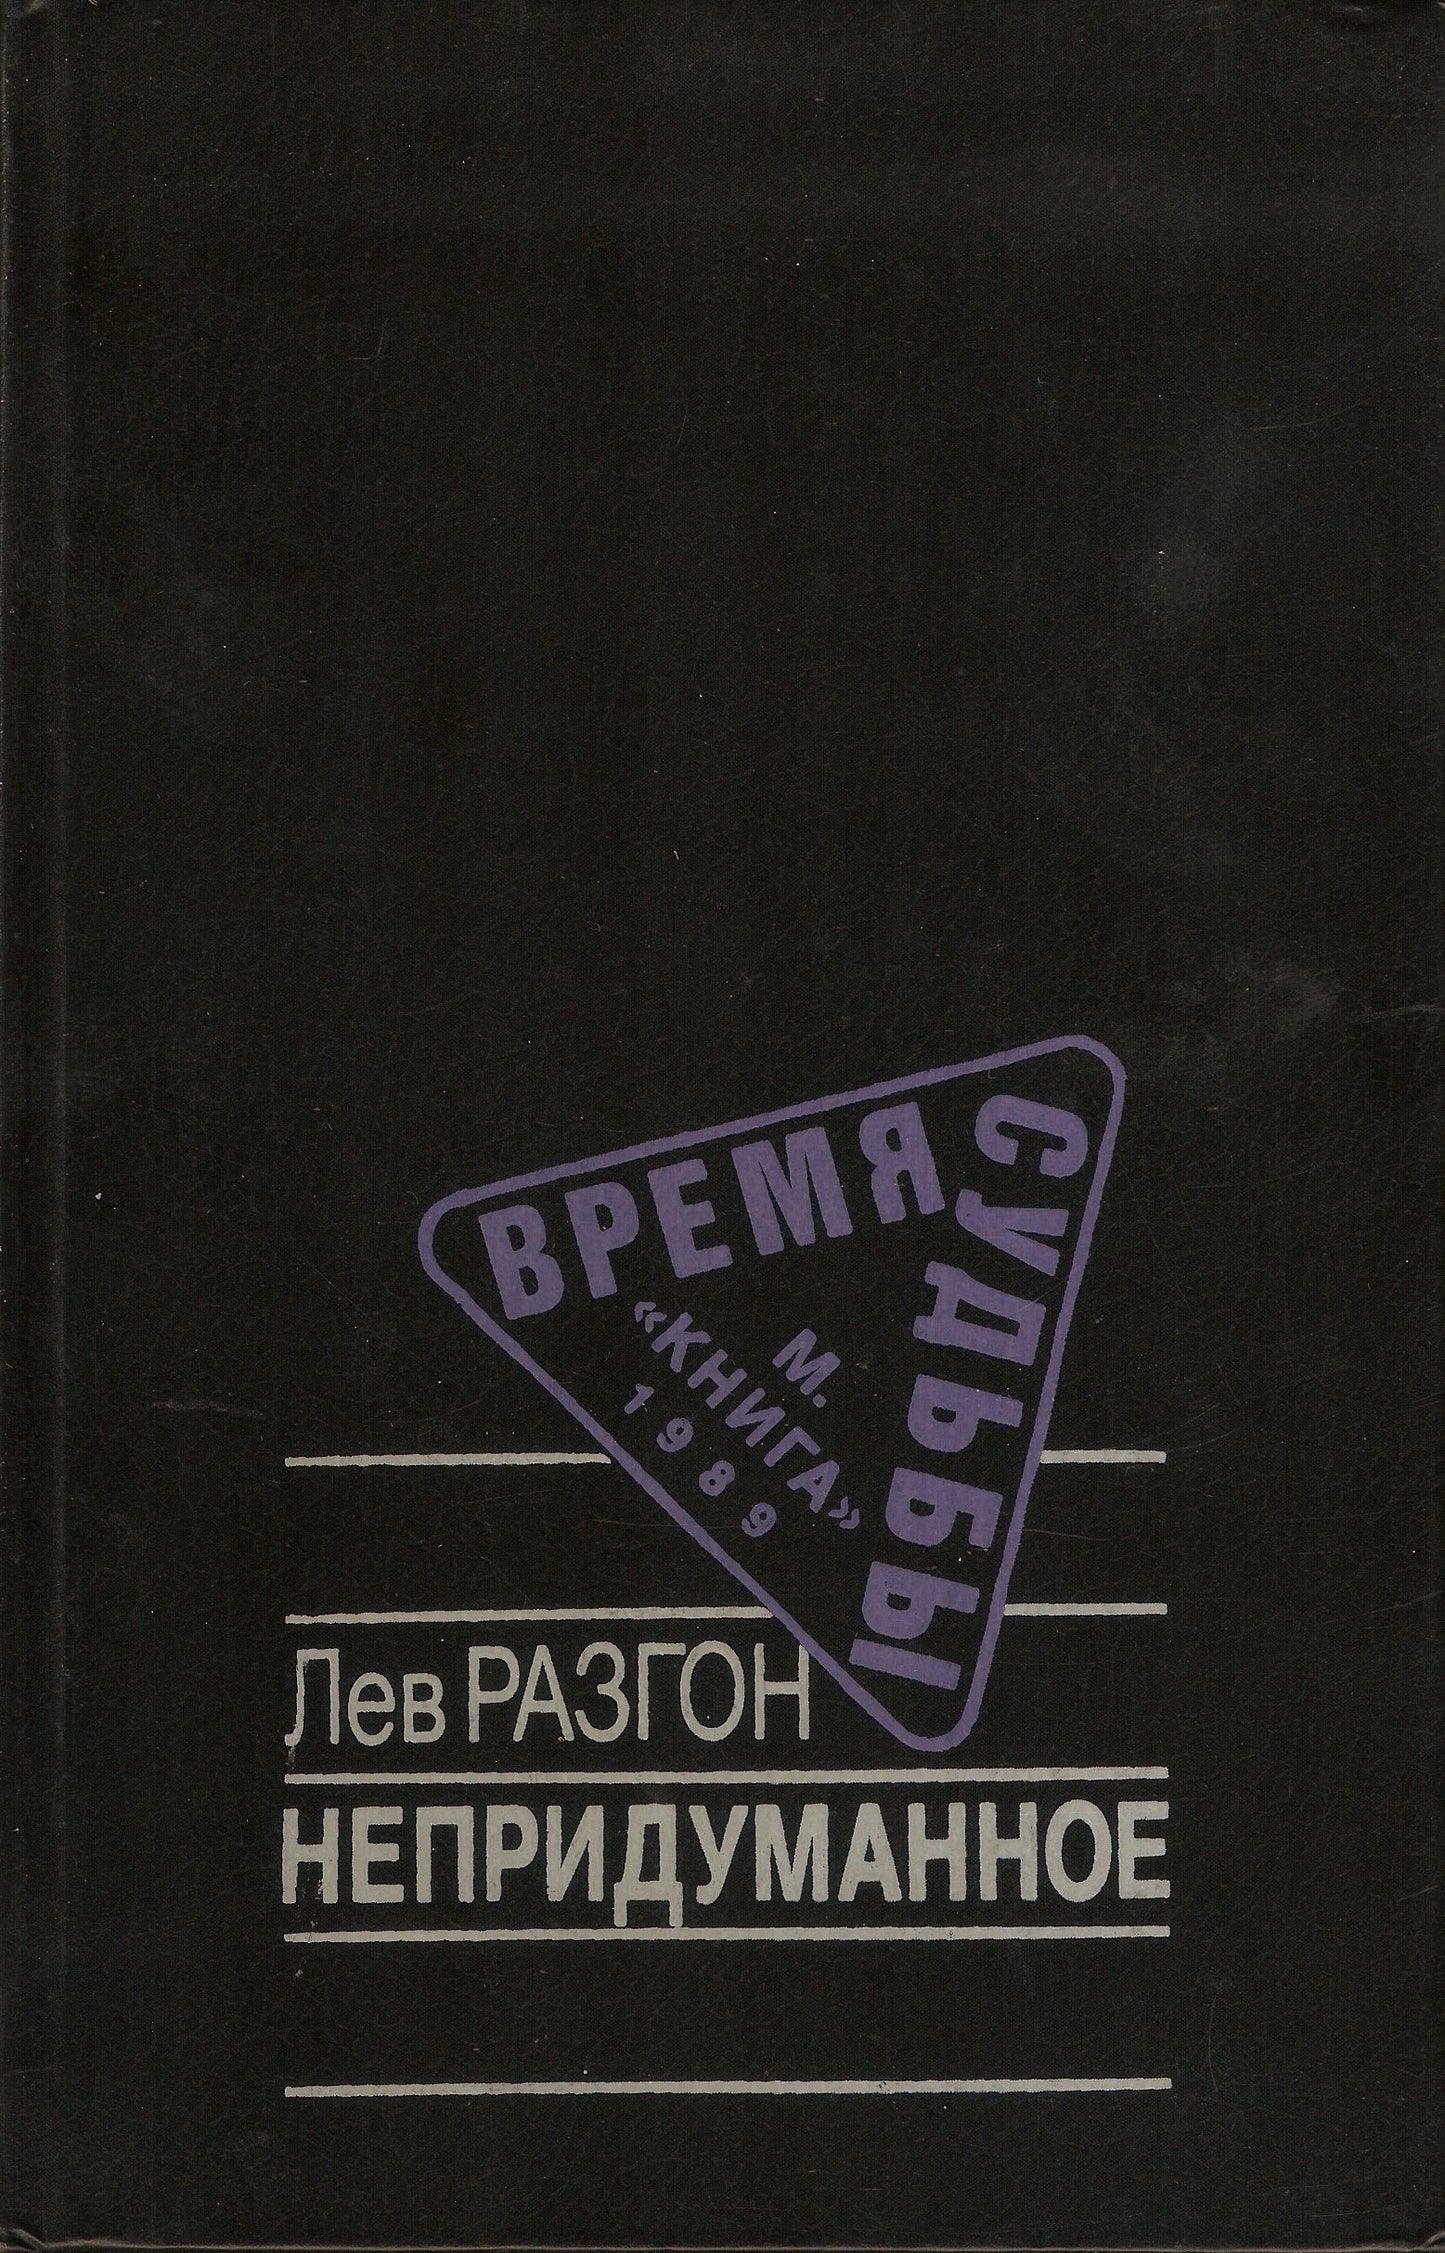 ВРЕМЯ
СУДЬБЫ
М.
«КНИГА»
1989
Лев РАЗГОН
НЕПРИДУМАННОЕ